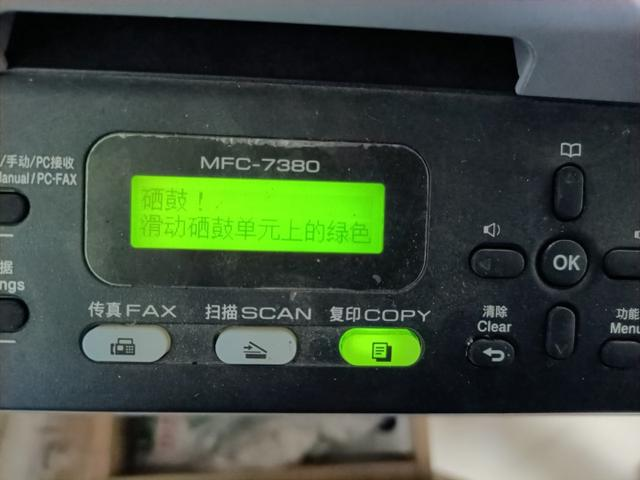 MFC-7380
/手动/PC接收
anual/PC-FAX
硒鼓！
滑动硒鼓单元上的绿色
据
ngs
传真 FAX
扫描 SCAN
复印 COPY
OK
清除
Clear
功能
Menu